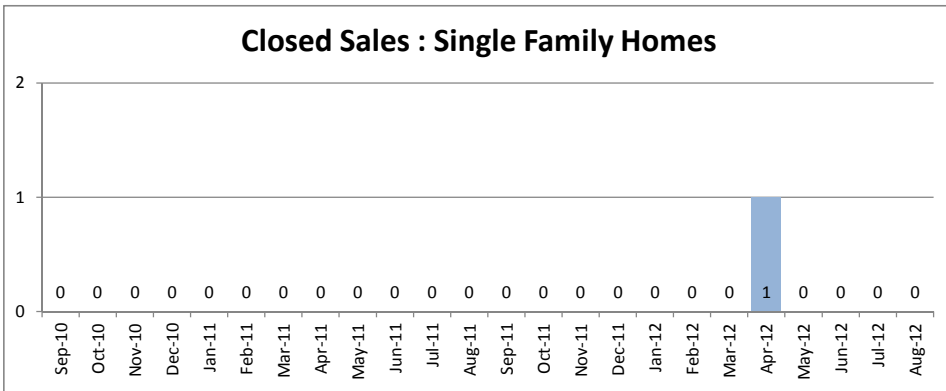 Closed Sales : Single Family Homes
2
1
0
0 0 0 0 0 0 0 0 0 0 0 0 0 0 0 0 0 0 0 1 0 0 0 0
Sep-10 Oct-10 Nov-10 Dec-10 Jan-11 Feb-11 Mar-11 Apr-11 May-11 Jun-11 Jul-11 Aug-11 Sep-11 Oct-11 Nov-11 Dec-11 Jan-12 Feb-12 Mar-12 Apr-12 May-12 Jun-12 Jul-12 Aug-12